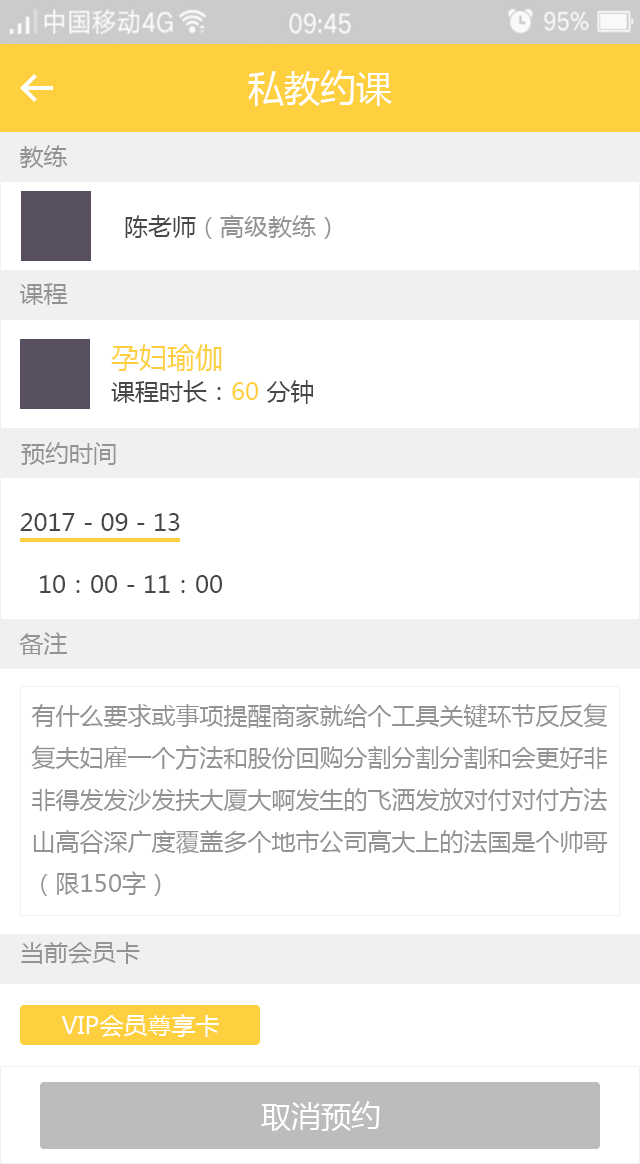 中国移动4G 09:45 95%
私教约课
教练
陈老师（高级教练）
课程
孕妇瑜伽
课程时长：60 分钟
预约时间
2017 - 09 - 13
10：00 - 11：00
备注
有什么要求或事项提醒商家就给个工具关键环节反反复
复夫妇雇一个方法和股份回购分割分割分割和会更好非
非得发发沙发扶大厦大啊发生的飞洒发放对付对付方法
山高谷深广度覆盖多个地市公司高大上的法国是个帅哥
（限150字）
当前会员卡
VIP会员尊享卡
取消预约